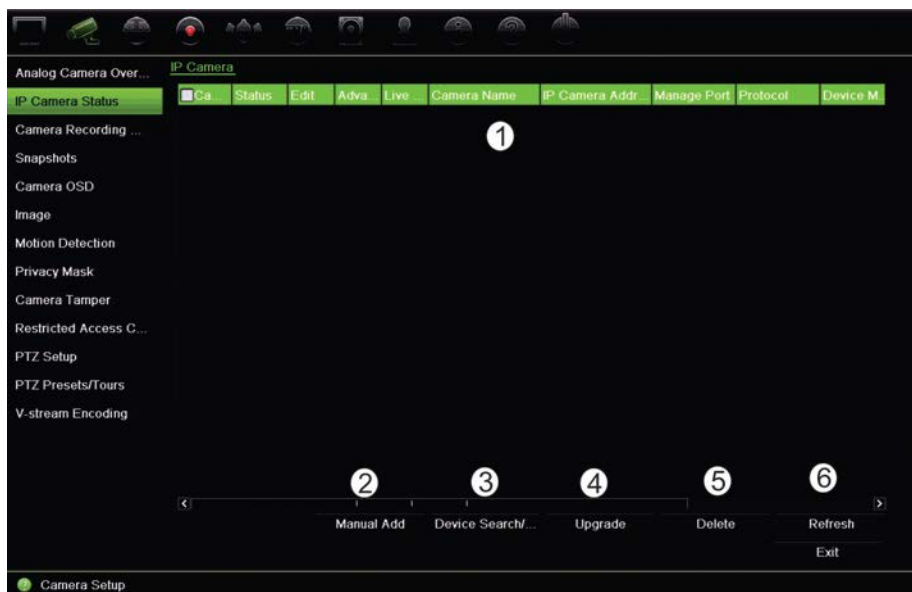 IP Camera
Analog Camera Over...
IP Camera Status
Camera Recording ...
Snapshots
Camera OSD
Image
Motion Detection
Privacy Mask
Camera Tamper
Restricted Access C...
PTZ Setup
PTZ Presets/Tours
V-stream Encoding
Ca... Status Edit Adva... Live ... Camera Name IP Camera Addr... Manage Port Protocol Device M...
1
2 3 4 5 6
Manual Add Device Search/... Upgrade Delete Refresh
Exit
Camera Setup